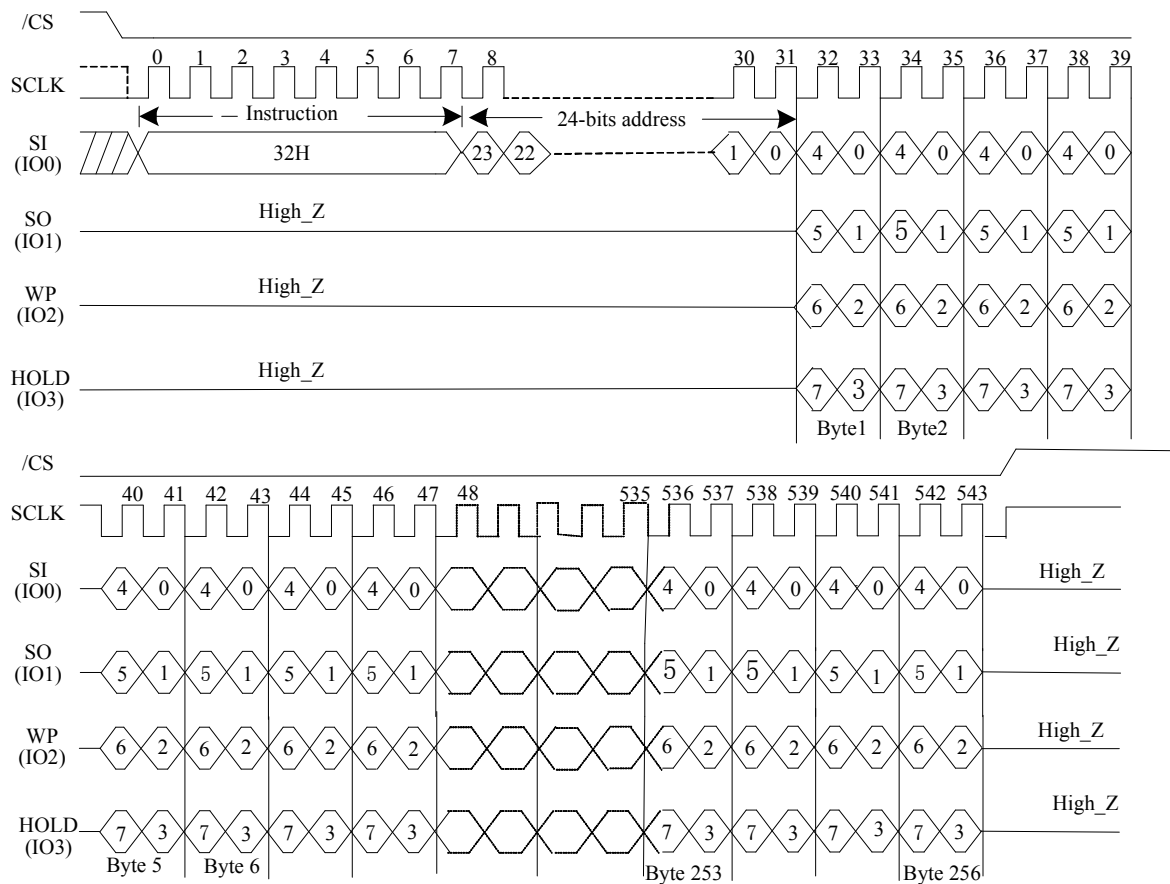 /CS
0 1 2 3 4 5 6 7 8 30 31 32 33 34 35 36 37 38 39
SCLK
Instruction 24-bits address
SI
(IO0)
32H 23 22 1 0 4 0 4 0 4 0 4 0
High_Z
SO
(IO1)
5 1 5 1 5 1 5 1
High_Z
WP
(IO2)
6 2 6 2 6 2 6 2
High_Z
HOLD
(IO3)
7 3 7 3 7 3 7 3
Byte1 Byte2
/CS
40 41 42 43 44 45 46 47 48 535 536 537 538 539 540 541 542 543
SCLK
SI
(IO0)
4 0 4 0 4 0 4 0 4 0 4 0 4 0 4 0
High_Z
SO
(IO1)
5 1 5 1 5 1 5 1 5 1 5 1 5 1 5 1
High_Z
WP
(IO2)
6 2 6 2 6 2 6 2 6 2 6 2 6 2 6 2
High_Z
HOLD
(IO3)
7 3 7 3 7 3 7 3 7 3 7 3 7 3 7 3
High_Z
Byte 5 Byte 6 Byte 253 Byte 256